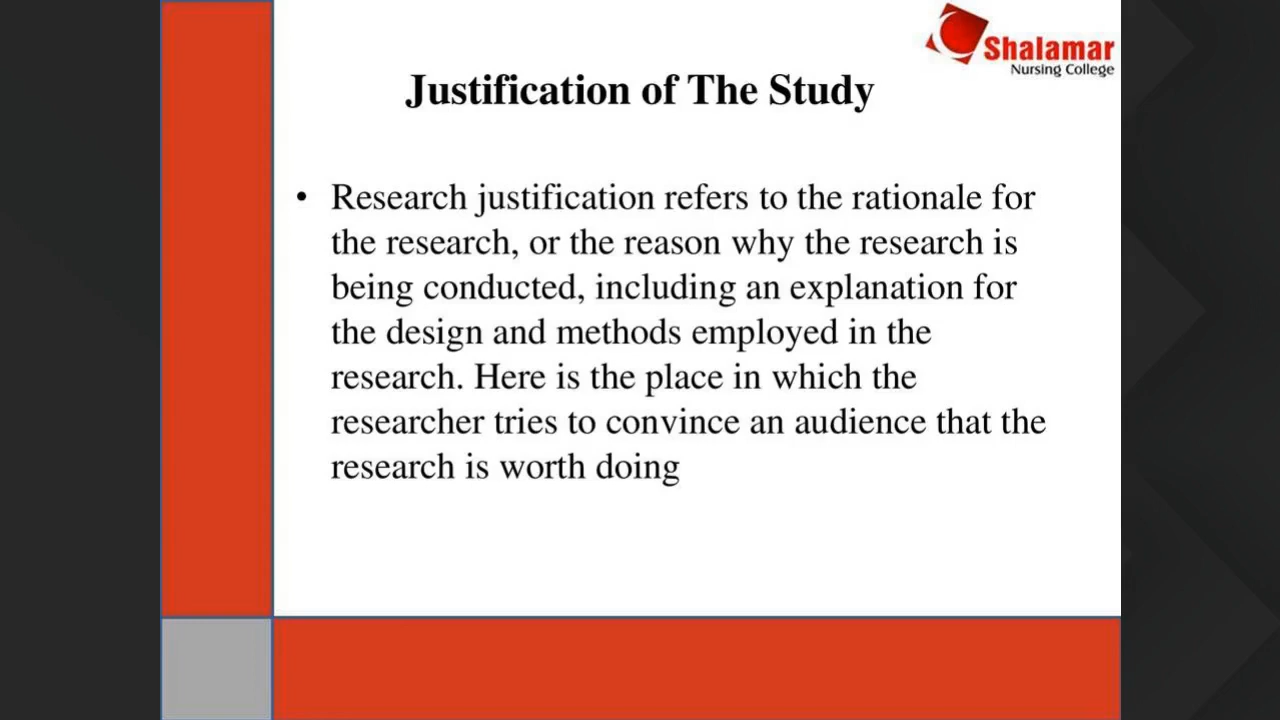 Shalamar
Nursing College
Justification of The Study
• Research justification refers to the rationale for
the research, or the reason why the research is
being conducted, including an explanation for
the design and methods employed in the
research. Here is the place in which the
researcher tries to convince an audience that the
research is worth doing